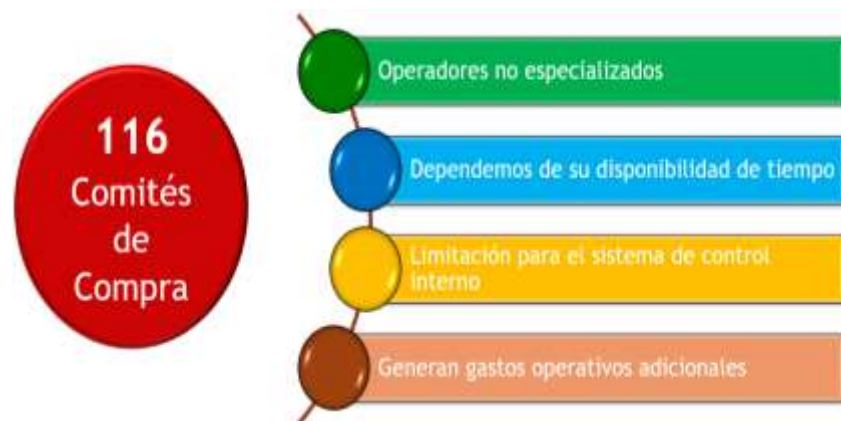 116
Comités
de
Compra
Operadores no especializados
Dependemos de su disponibilidad de tiempo
Limitación para el sistema de control
interno
Generan gastos operativos adicionales